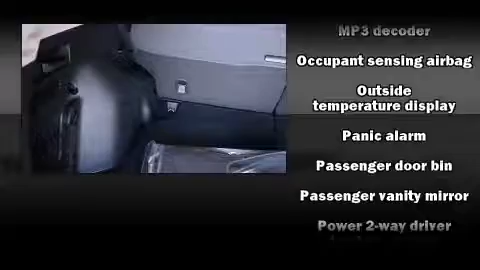 MP3 decoder
Occupant sensing airbag
Outside
temperature display
Panic alarm
Passenger door bin
Passenger vanity mirror
Power 2-way driver